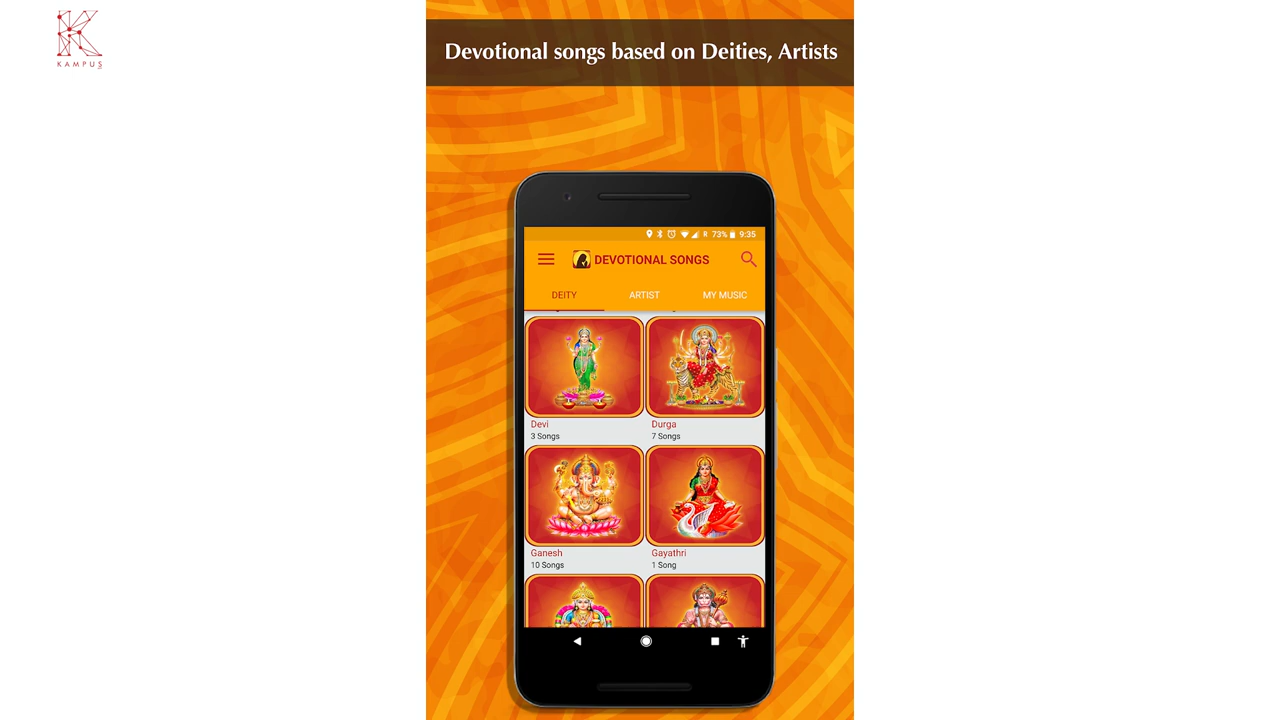 KAMPUS
Devotional songs based on Deities, Artists
R 73% 9:35
DEVOTIONAL SONGS
DEITY ARTIST MY MUSIC
Devi Durga
3 Songs 7 Songs
Ganesh Gayathri
10 Songs 1 Song